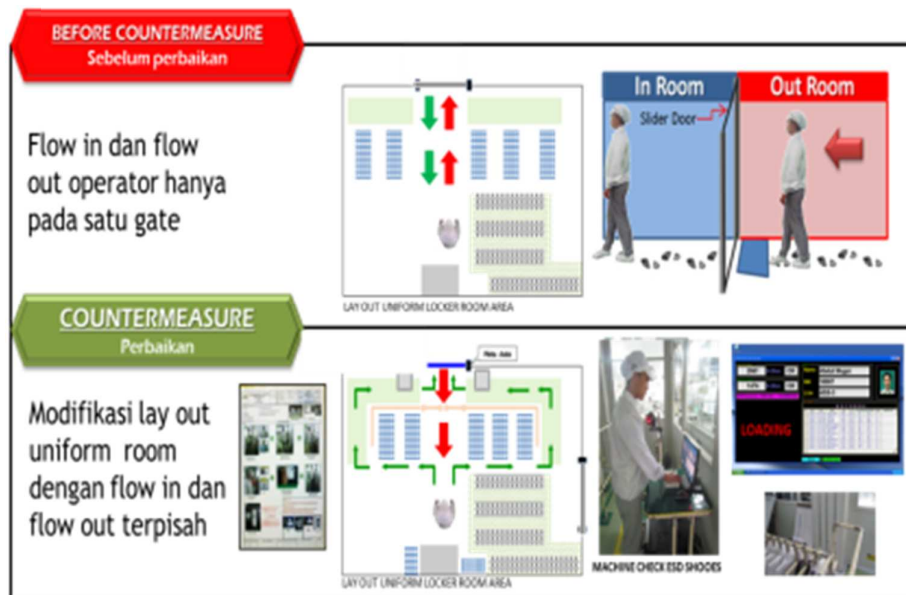 BEFORE COUNTERMEASURE
Sebelum perbaikan
Flow in dan flow
out operator hanya
pada satu gate
LAY OUT UNIFORM LOCKER ROOM AREA
In Room
Out Room
Slider Door
COUNTERMEASURE
Perbaikan
Modifikasi lay out
uniform room
dengan flow in dan
flow out terpisah
LAY OUT UNIFORM LOCKER ROOM AREA
MACHINE CHECK ESD SHODES
LOADING